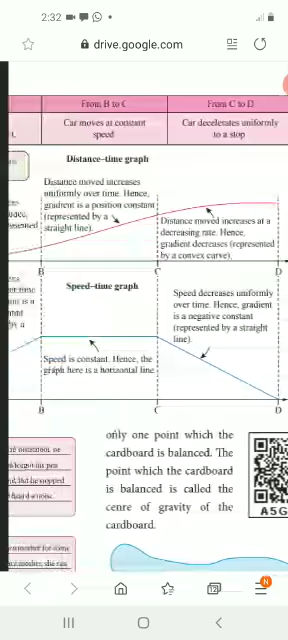 2:32
drive.google.com
From B to C
From C to D
Car moves at constant
speed
Car decelerates uniformly
to a stop
Distance–time graph
Distance moved increases
uniformly over time. Hence,
gradient is a positive constant
(represented by a
straight line).
Distance moved increases at a
decreasing rate. Hence,
gradient decreases (represented
by a convex curve).
B
C
D
Speed–time graph
Speed decreases uniformly
over time. Hence, gradient
is a negative constant
(represented by a straight
line).
Speed is constant. Hence, the
graph here is a horizontal line
B
C
D
only one point which the
cardboard is balanced. The
point which the cardboard
is balanced is called the
cenre of gravity of the
cardboard.
A5G
12
N